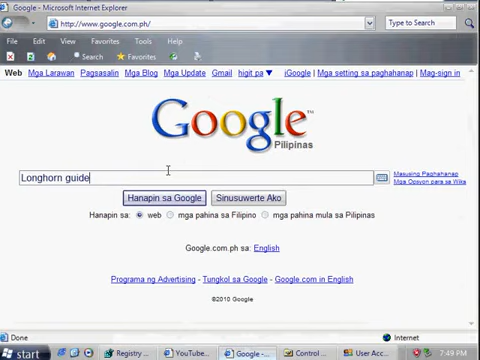 Google - Microsoft Internet Explorer
http://www.google.com.ph/
Type to Search
File Edit View Favorites Tools Help
Search Favorites
Web Mga Larawan Pagsasalin Mga Blog Mga Update Gmail higit pa ▼ iGoogle | Mga setting sa paghahanap | Mag-sign in
Google™
Pilipinas
Longhorn guide
Masusing Paghahanap
Mga Opsyon para sa Wika
Hanapin sa Google Sinusuwerte Ako
Hanapin sa: web mga pahina sa Filipino mga pahina mula sa Pilipinas
Google.com.ph sa: English
Programa ng Advertising - Tungkol sa Google - Google.com in English
©2010 Google
Done Internet
start Registry ... YouTube... Google -... Control ... User Acc... 7:49 PM